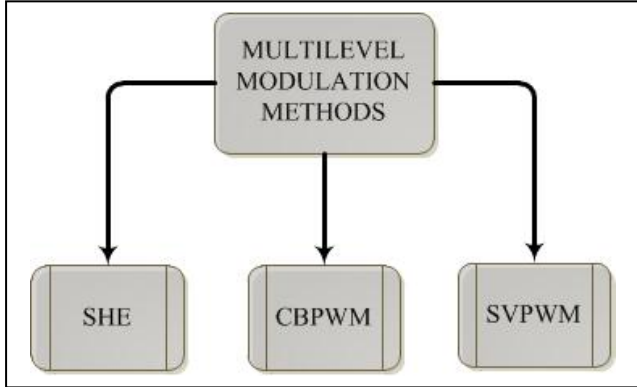 MULTILEVEL
MODULATION
METHODS
SHE
CBPWM
SVPWM